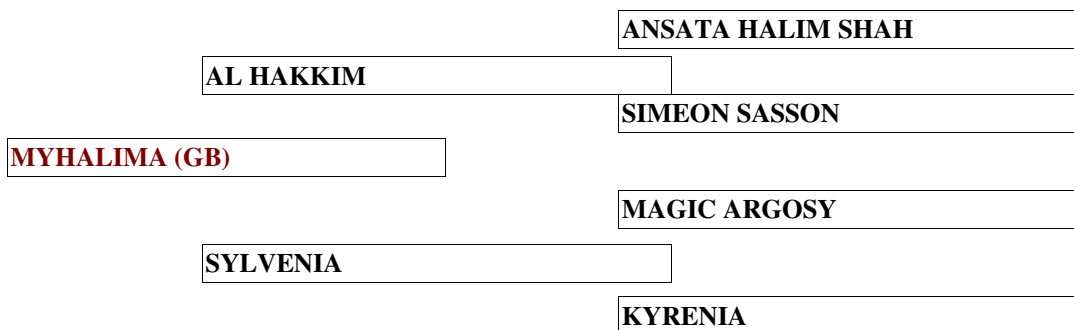 ANSATA HALIM SHAH
AL HAKKIM
SIMEON SASSON
MYHALIMA (GB)
MAGIC ARGOSY
SYLVENIA
KYRENIA